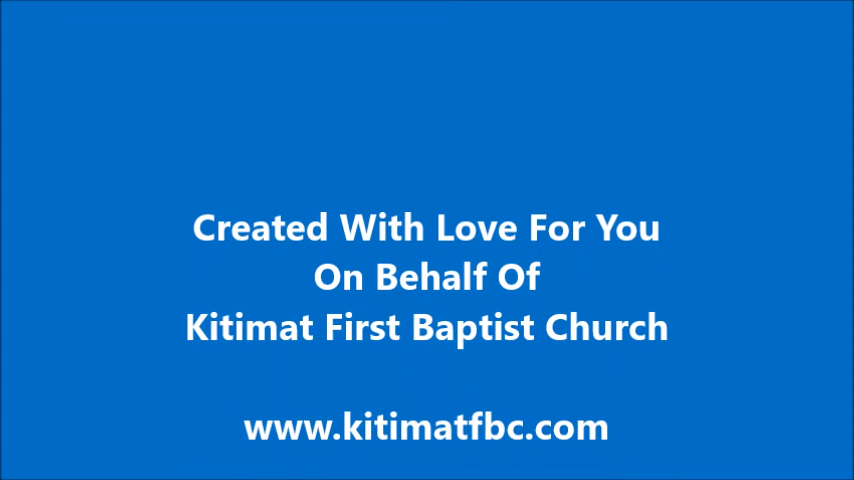 Created With Love For You
On Behalf Of
Kitimat First Baptist Church
www.kitimatfbc.com